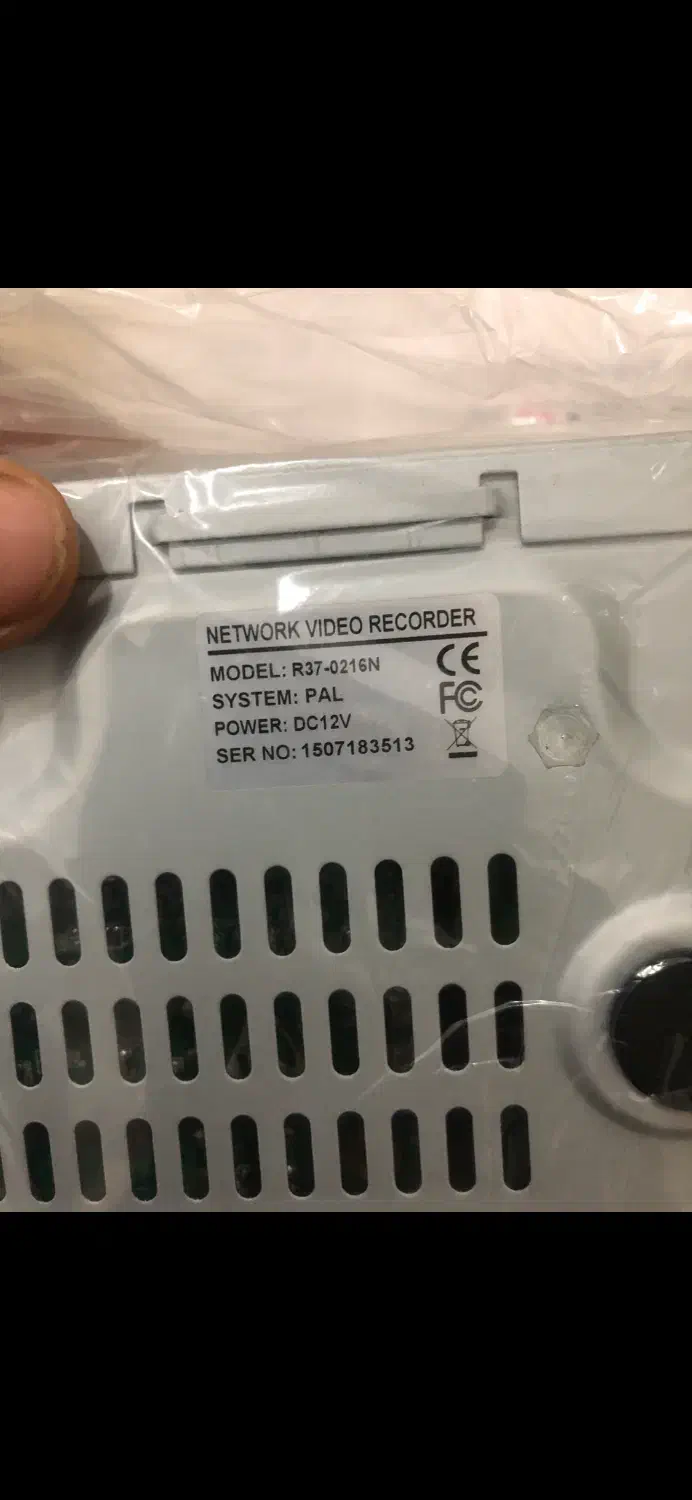 NETWORK VIDEO RECORDER
MODEL: R37-0216N
SYSTEM: PAL
POWER: DC12V
SER NO: 1507183513
CE
FC